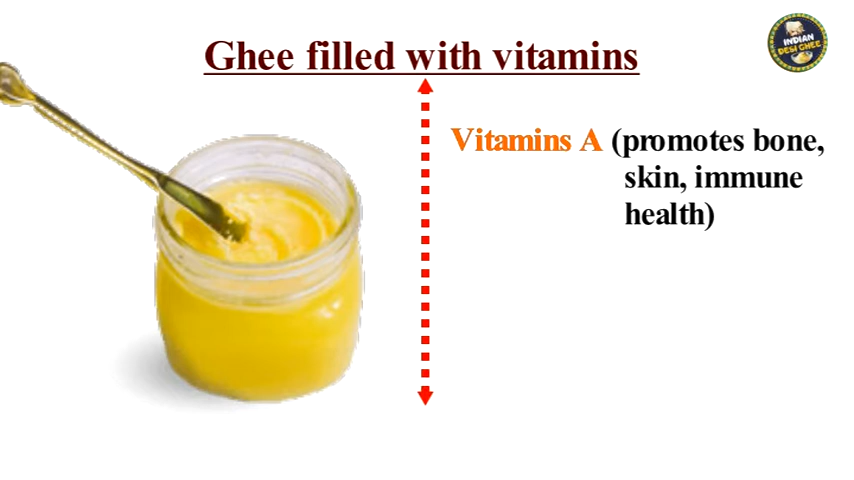 Ghee filled with vitamins
INDIAN
DESI GHEE
Vitamins A (promotes bone,
skin, immune
health)